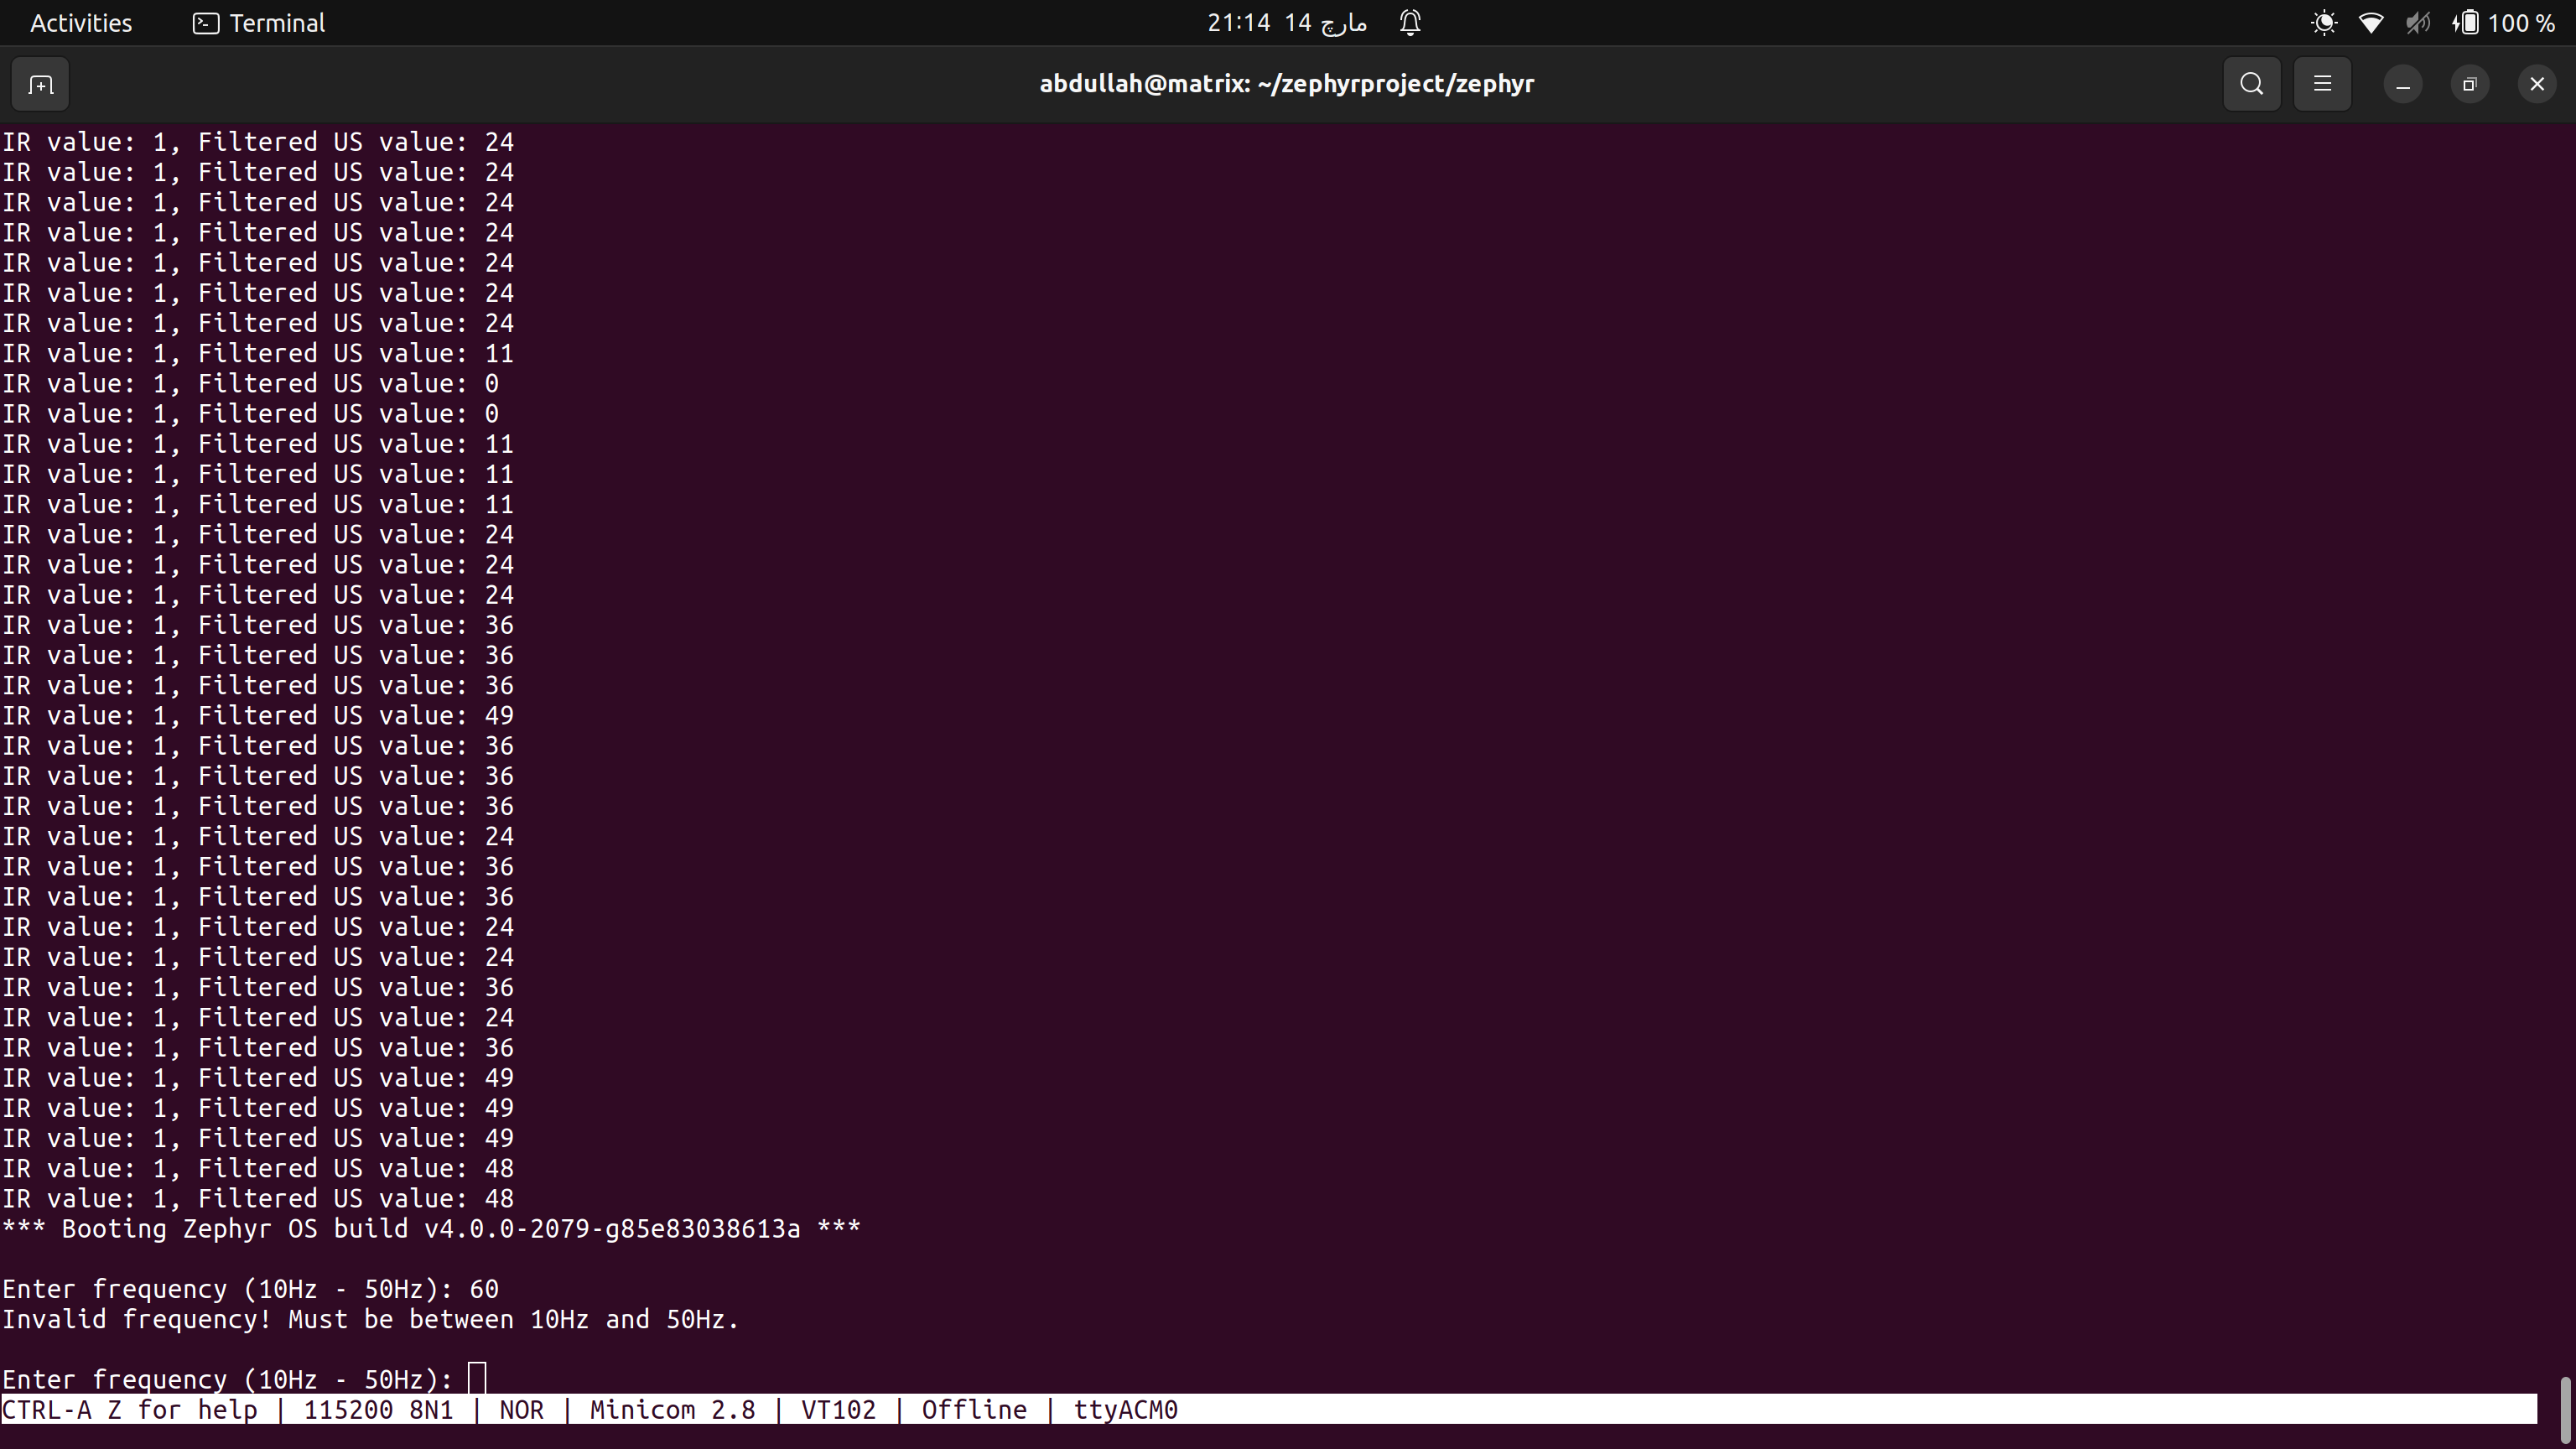 Activities Terminal 21:14 14 مارچ 100 %
abdullah@matrix: ~/zephyrproject/zephyr
IR value: 1, Filtered US value: 24
IR value: 1, Filtered US value: 24
IR value: 1, Filtered US value: 24
IR value: 1, Filtered US value: 24
IR value: 1, Filtered US value: 24
IR value: 1, Filtered US value: 24
IR value: 1, Filtered US value: 24
IR value: 1, Filtered US value: 11
IR value: 1, Filtered US value: 0
IR value: 1, Filtered US value: 0
IR value: 1, Filtered US value: 11
IR value: 1, Filtered US value: 11
IR value: 1, Filtered US value: 11
IR value: 1, Filtered US value: 24
IR value: 1, Filtered US value: 24
IR value: 1, Filtered US value: 24
IR value: 1, Filtered US value: 36
IR value: 1, Filtered US value: 36
IR value: 1, Filtered US value: 36
IR value: 1, Filtered US value: 49
IR value: 1, Filtered US value: 36
IR value: 1, Filtered US value: 36
IR value: 1, Filtered US value: 36
IR value: 1, Filtered US value: 24
IR value: 1, Filtered US value: 36
IR value: 1, Filtered US value: 36
IR value: 1, Filtered US value: 24
IR value: 1, Filtered US value: 24
IR value: 1, Filtered US value: 36
IR value: 1, Filtered US value: 24
IR value: 1, Filtered US value: 36
IR value: 1, Filtered US value: 49
IR value: 1, Filtered US value: 49
IR value: 1, Filtered US value: 49
IR value: 1, Filtered US value: 48
IR value: 1, Filtered US value: 48
*** Booting Zephyr OS build v4.0.0-2079-g85e83038613a ***
Enter frequency (10Hz - 50Hz): 60
Invalid frequency! Must be between 10Hz and 50Hz.
Enter frequency (10Hz - 50Hz):
CTRL-A Z for help | 115200 8N1 | NOR | Minicom 2.8 | VT102 | Offline | ttyACM0